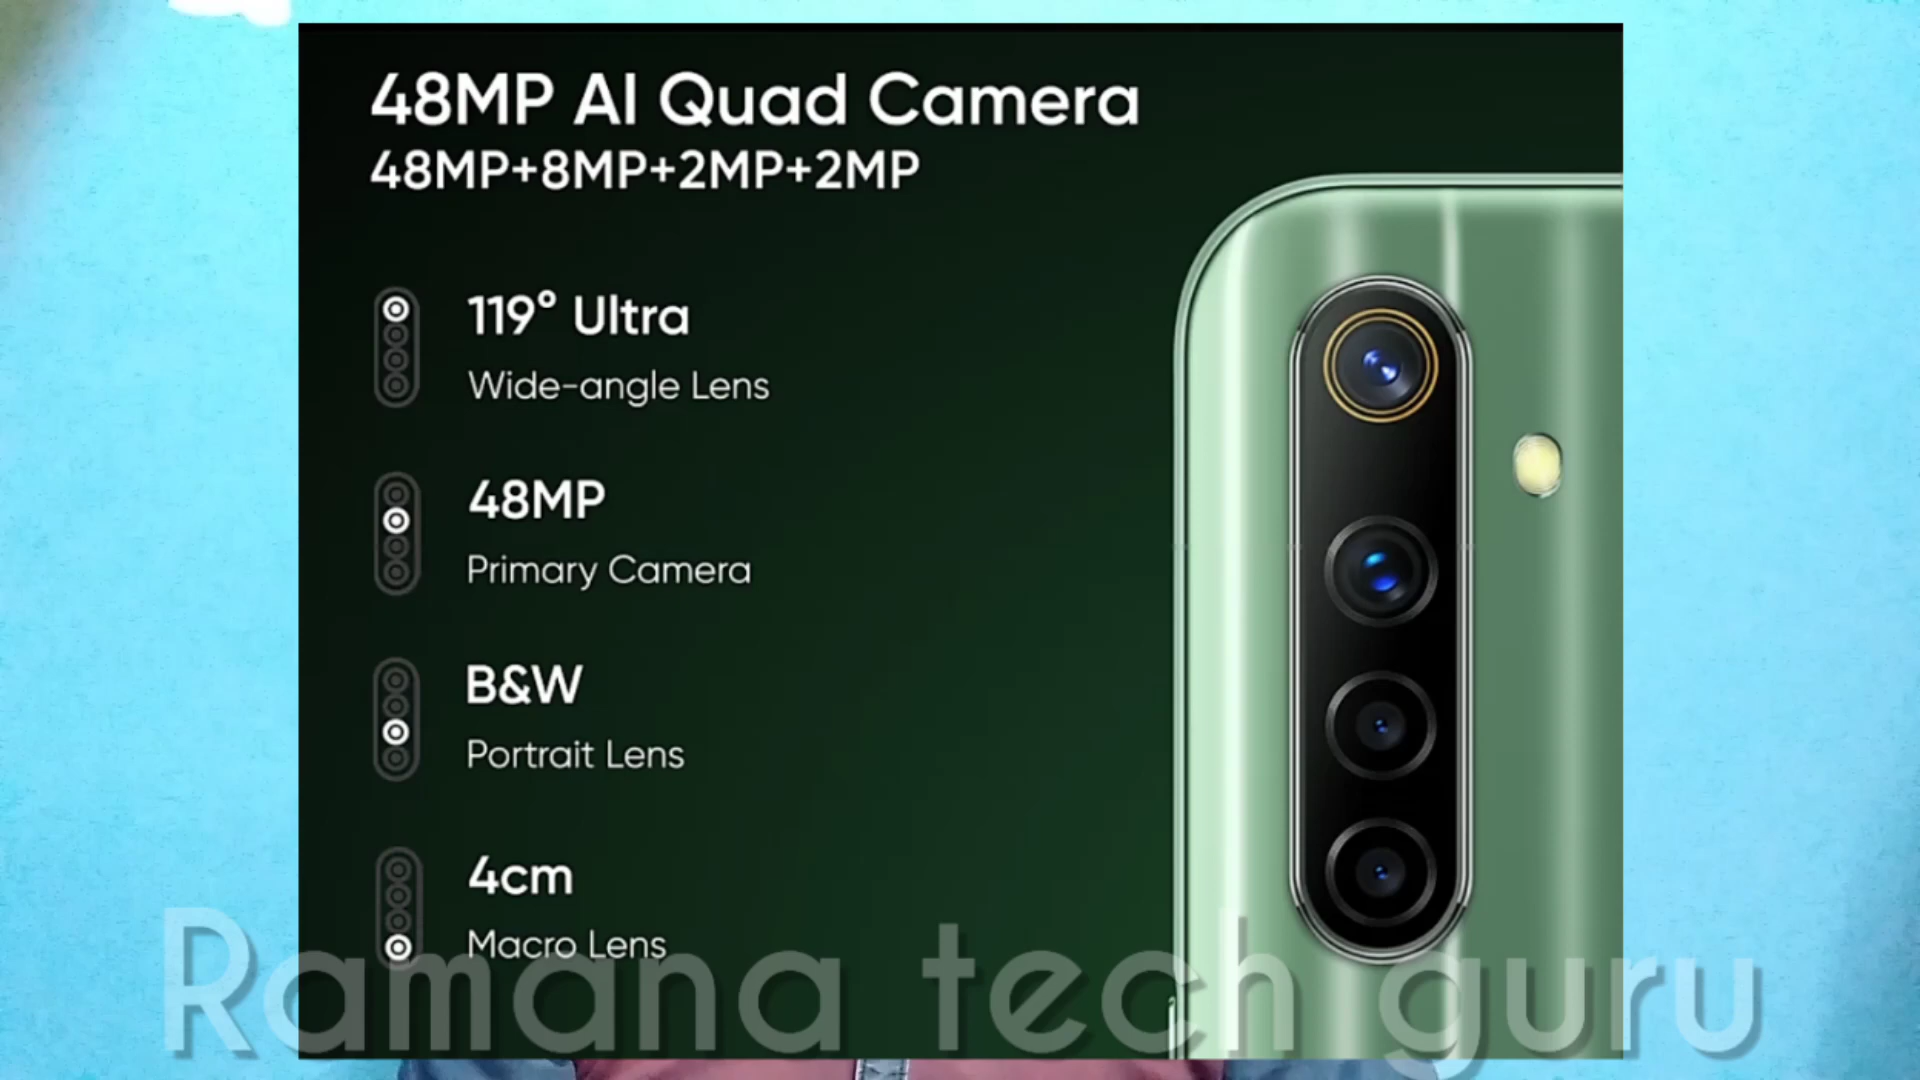 48MP AI Quad Camera
48MP+8MP+2MP+2MP
119° Ultra
Wide-angle Lens
48MP
Primary Camera
B&W
Portrait Lens
4cm
Macro Lens
Ramana tech guru